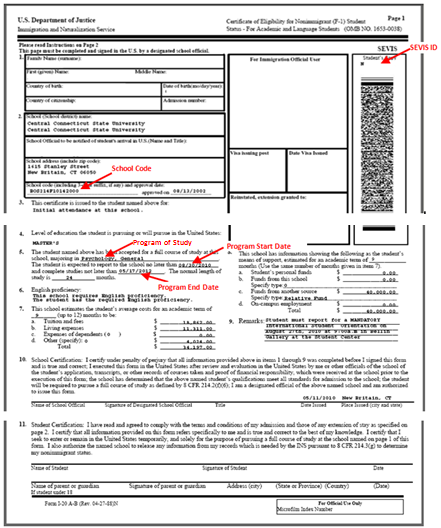 U.S. Department of Justice
Immigration and Naturalization Service
Certificate of Eligibility for Nonimmigrant (F-1) Student
Status - For Academic and Language Students (OMB NO. 1653-0038)
Page 1
Please read Instructions on Page 2
This page must be completed and signed in the U.S. by a designated school official.
SEVIS
SEVIS ID
1. Family Name (surname):
First (given) Name: Middle Name:
Country of birth: Date of birth(mo/day/year):
Country of citizenship: Admission number:
For Immigration Official Use
Student's
2. School (School district) name:
Central Connecticut State University
Central Connecticut State University
School Official to be notified of student's arrival in U.S.(Name and Title):
School address (include zip code):
1615 Stanley Street
New Britain, CT 06050
School Code
School code (including 3-digit suffix, if any) and approval date:
BOS214F10142000 approved on 08/13/2002
Visa issuing post Date Visa Issued
Reinstated, extension granted to:
3. This certificate is issued to the student named above for:
Initial attendance at this school.
4. Level of education the student is pursuing or will pursue in the United States:
MASTER'S
Program of Study
5. The student named above has been accepted for a full course of study at this
school, majoring in Psychology, General
Program Start Date
The student is expected to report to the school no later than 08/30/2010
and complete studies not later than 05/27/2012 The normal length of
study is 24 months.
Program End Date
6. English proficiency:
This school requires English proficiency.
The student has the required English proficiency.
7. This school estimates the student's average costs for an academic term of
9 (up to 12) months to be:
a. Tuition and fees
b. Living expenses
c. Expenses of dependents (0)
d. Other (specify):
Total
8. This school has information showing the following as the student's
means of support, estimated for an academic term of 9
months (Use the same number of months given in item 7).
a. Student's personal funds 0.00
b. Funds from this school 0.00
Specify type:
c. Funds from another source 60,000.00
Specify type:
d. On-campus employment 0.00
Total 60,000.00
9. Remarks: Student must report for a MANDATORY
International Student Orientation on
Gallery at the Student Center
10. School Certification: I certify under penalty of perjury that all information provided above in items 1 through 9 was completed before I signed this form
and is true and correct; I executed this form in the United States after review and evaluation in the United States by me or other officials of the school of
the student's application, transcripts, or other records of courses taken and proof of financial responsibility, which were received at the school prior to the
execution of this form; the school has determined that the above named student's qualifications meet all standards for admission to the school; the student
will be required to pursue a full course of study as defined by 8 CFR 214.2(f)(6); I am a designated official of the above named school and am authorized
to issue this form.
05/11/2010 New Britain, CT
Name of School Official Signature of Designated School Official Title Date Issued Place Issued (city and state)
11. Student Certification: I have read and agreed to comply with the terms and conditions of my admission and those of any extension of stay as specified on
page 2. I certify that all information provided on this form refers specifically to me and is true and correct to the best of my knowledge. I certify that I
seek to enter or remain in the United States temporarily, and solely for the purpose of pursuing a full course of study at the school named on page 1 of this
form. I also authorize the named school to release any information from my records which is needed by the INS pursuant to 8 CFR 214.3(g) to determine
my nonimmigrant status.
Name of Student Signature of Student Date
Name of parent or guardian Signature of parent or guardian Address (city) (State or Province) (Country) (Date)
If student under 18
Form I-20 A-B (Rev. 04-27-88)N
For Official Use Only
Microfilm Index Number